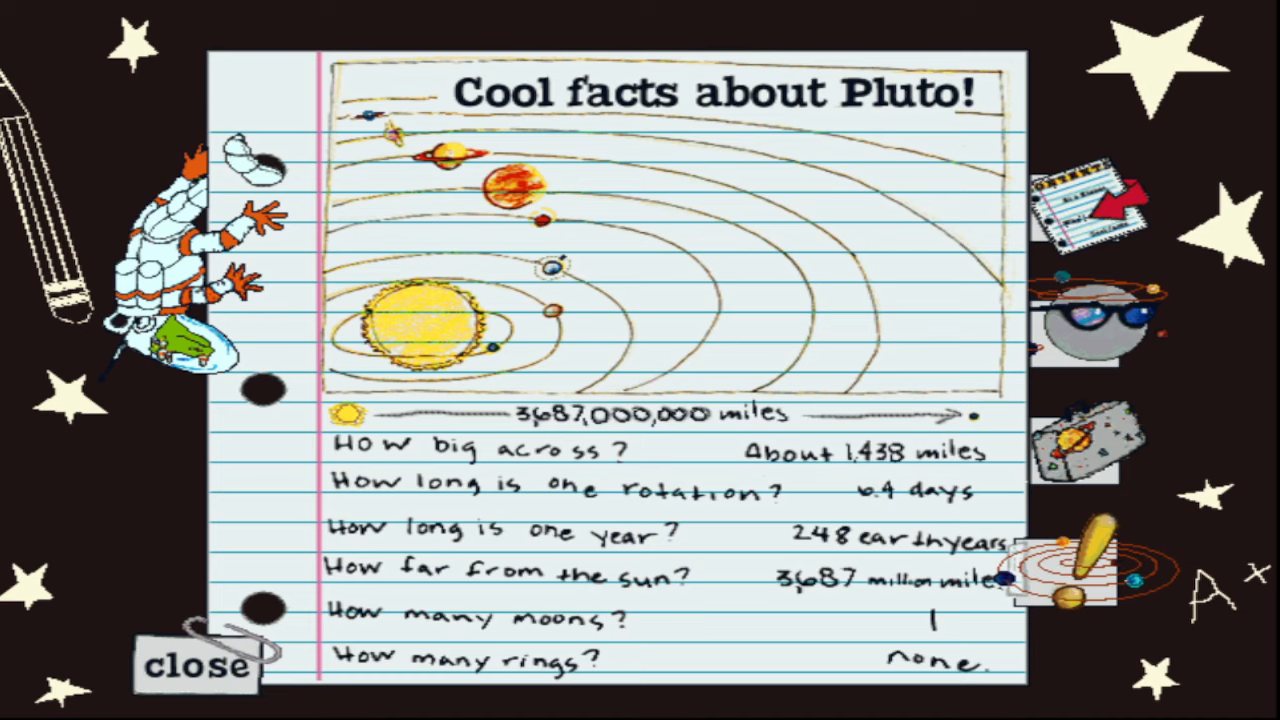 Cool facts about Pluto!
3,687,000,000 miles
How big across? About 1,438 miles
How long is one rotation? 6.4 days
How long is one year? 248 earthyears
How far from the sun? 3,687 million miles
How many moons? 1
How many rings? none.
close
A x